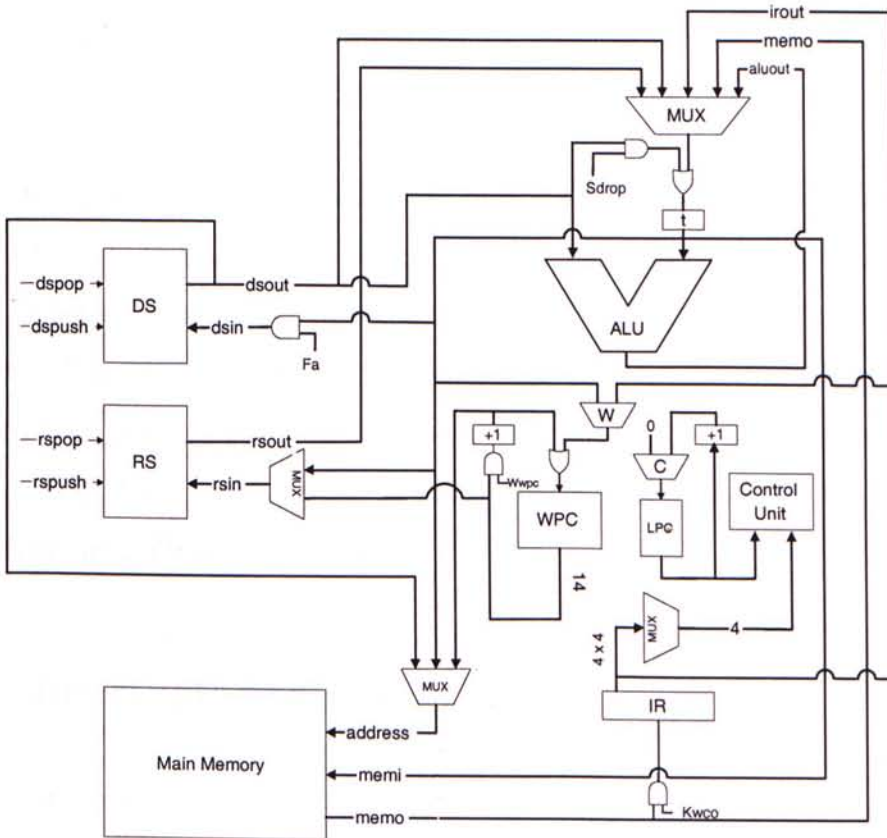 irout
memo
aluout
MUX
Sdrop
t
dspop
DS
dsout
dspush
dsin
Fa
ALU
rspop
RS
rsout
rspush
rsin
MUX
+1
Wwpc
W
WPC
14
0
+1
C
LPC
Control
Unit
MUX
4
4 x 4
MUX
IR
address
Main Memory
memi
memo
Kwco